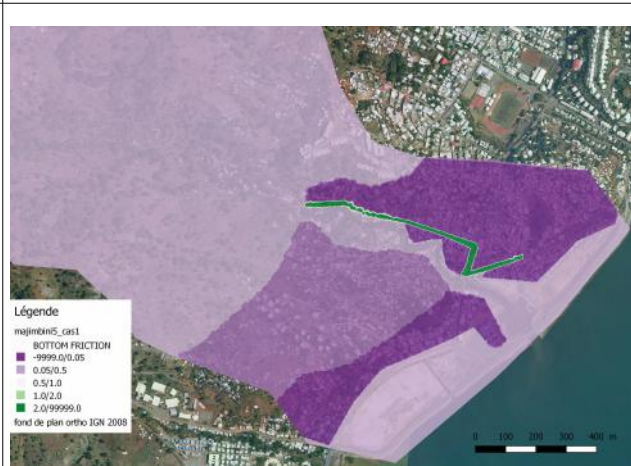 Légende
majimbini5_cas1
BOTTOM FRICTION
-9999.0/0.05
0.05/0.5
0.5/1.0
1.0/2.0
2.0/99999.0
fond de plan ortho IGN 2008
0 100 200 300 400 m